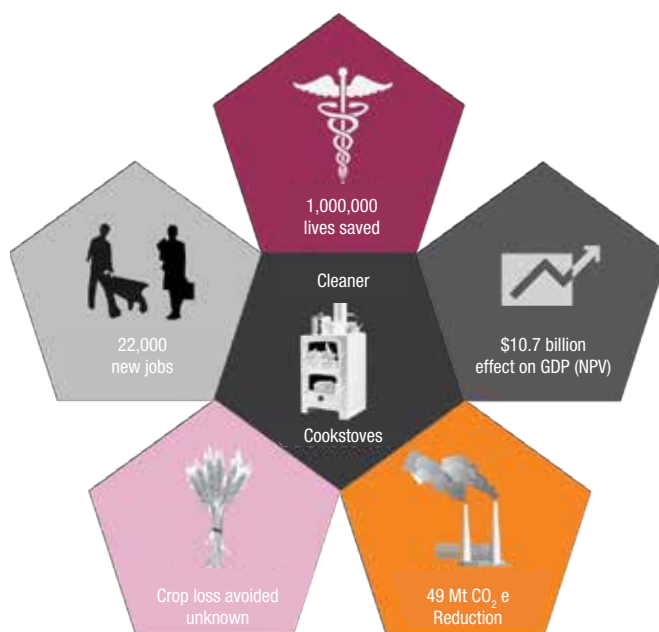 1,000,000
lives saved
22,000
new jobs
Cleaner
Cookstoves
$10.7 billion
effect on GDP (NPV)
Crop loss avoided
unknown
49 Mt CO₂ e
Reduction